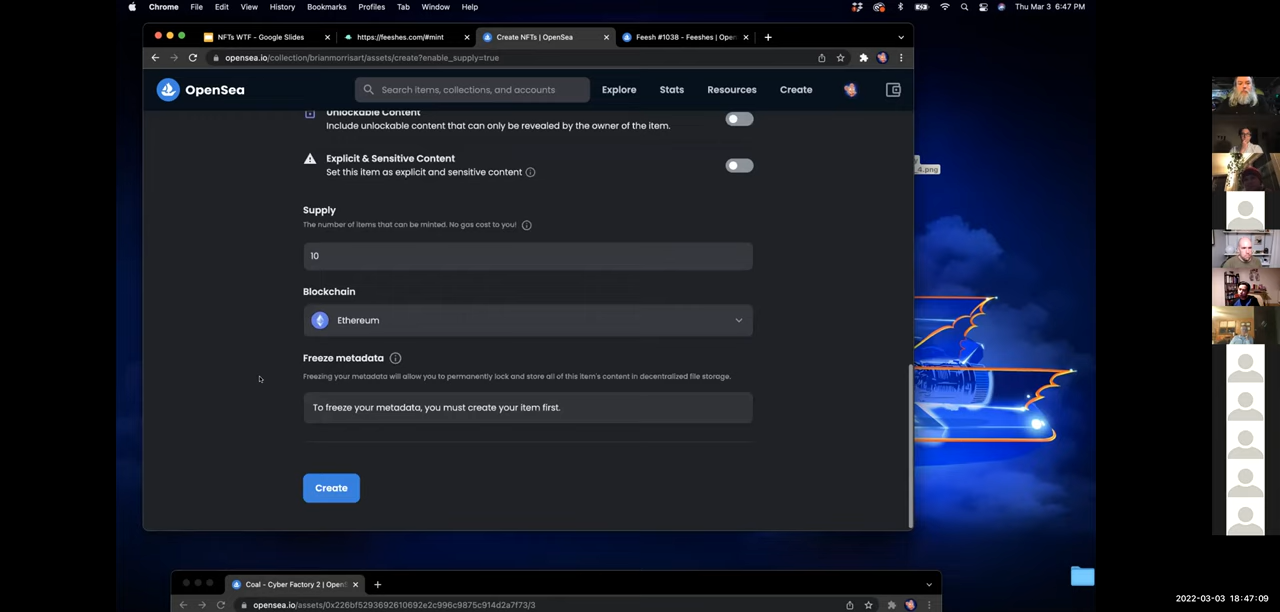 Chrome File Edit View History Bookmarks Profiles Tab Window Help Thu Mar 3 6:47 PM
NFTs WTF - Google Slides https://feeshes.com/#mint Create NFTs | OpenSea Feesh #1038 - Feeshes | Open
opensea.io/collection/brianmorrisart/assets/create?enable_supply=true
OpenSea Search items, collections, and accounts Explore Stats Resources Create
Unlockable Content
Include unlockable content that can only be revealed by the owner of the item.
Explicit & Sensitive Content
Set this item as explicit and sensitive content
_4.png
Supply
The number of items that can be minted. No gas cost to you!
10
Blockchain
Ethereum
Freeze metadata
Freezing your metadata will allow you to permanently lock and store all of this item's content in decentralized file storage.
To freeze your metadata, you must create your item first.
Create
Coal - Cyber Factory 2 | Open
opensea.io/assets/0x226bf5293692610692e2c996c9875c914d2a7f73/3
2022-03-03 18:47:09